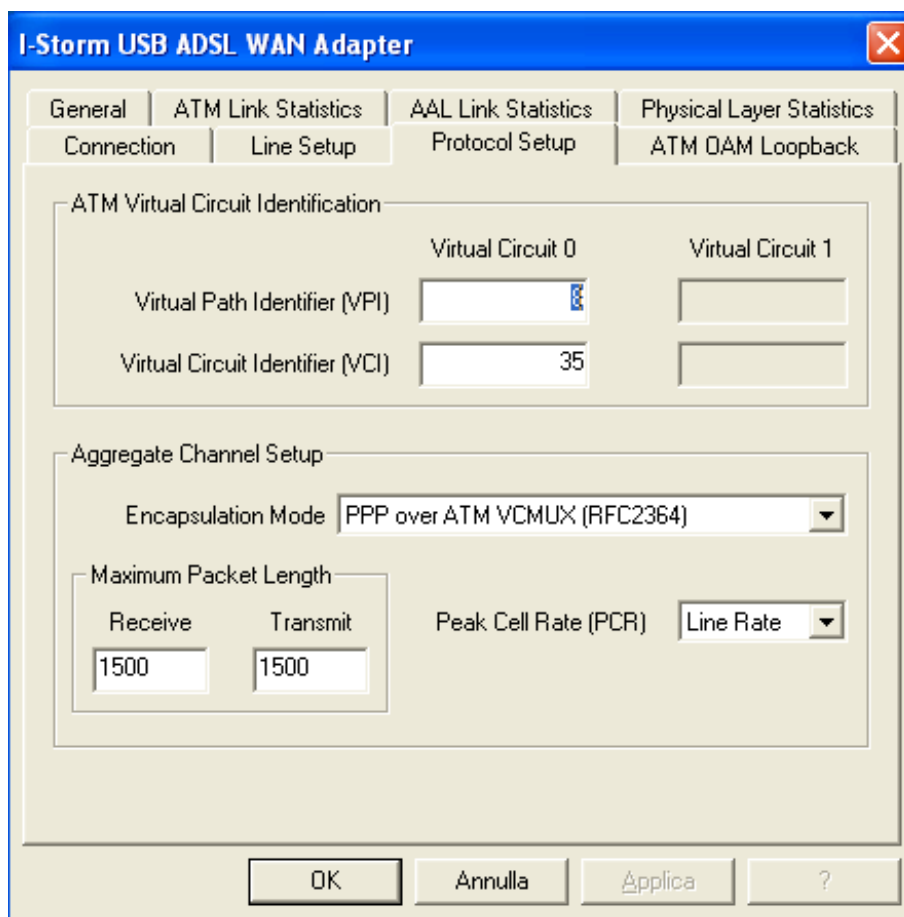 I-Storm USB ADSL WAN Adapter
General ATM Link Statistics AAL Link Statistics Physical Layer Statistics
Connection Line Setup Protocol Setup ATM OAM Loopback
ATM Virtual Circuit Identification
Virtual Circuit 0 Virtual Circuit 1
Virtual Path Identifier (VPI) 8
Virtual Circuit Identifier (VCI) 35
Aggregate Channel Setup
Encapsulation Mode PPP over ATM VCMUX (RFC2364)
Maximum Packet Length
Receive Transmit Peak Cell Rate (PCR) Line Rate
1500 1500
OK Annulla Applica ?